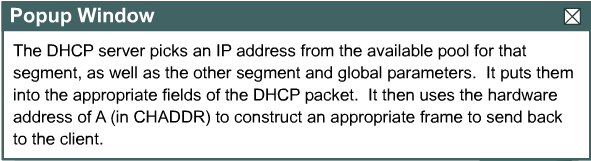 Popup Window
The DHCP server picks an IP address from the available pool for that
segment, as well as the other segment and global parameters.  It puts them
into the appropriate fields of the DHCP packet.  It then uses the hardware
address of A (in CHADDR) to construct an appropriate frame to send back
to the client.